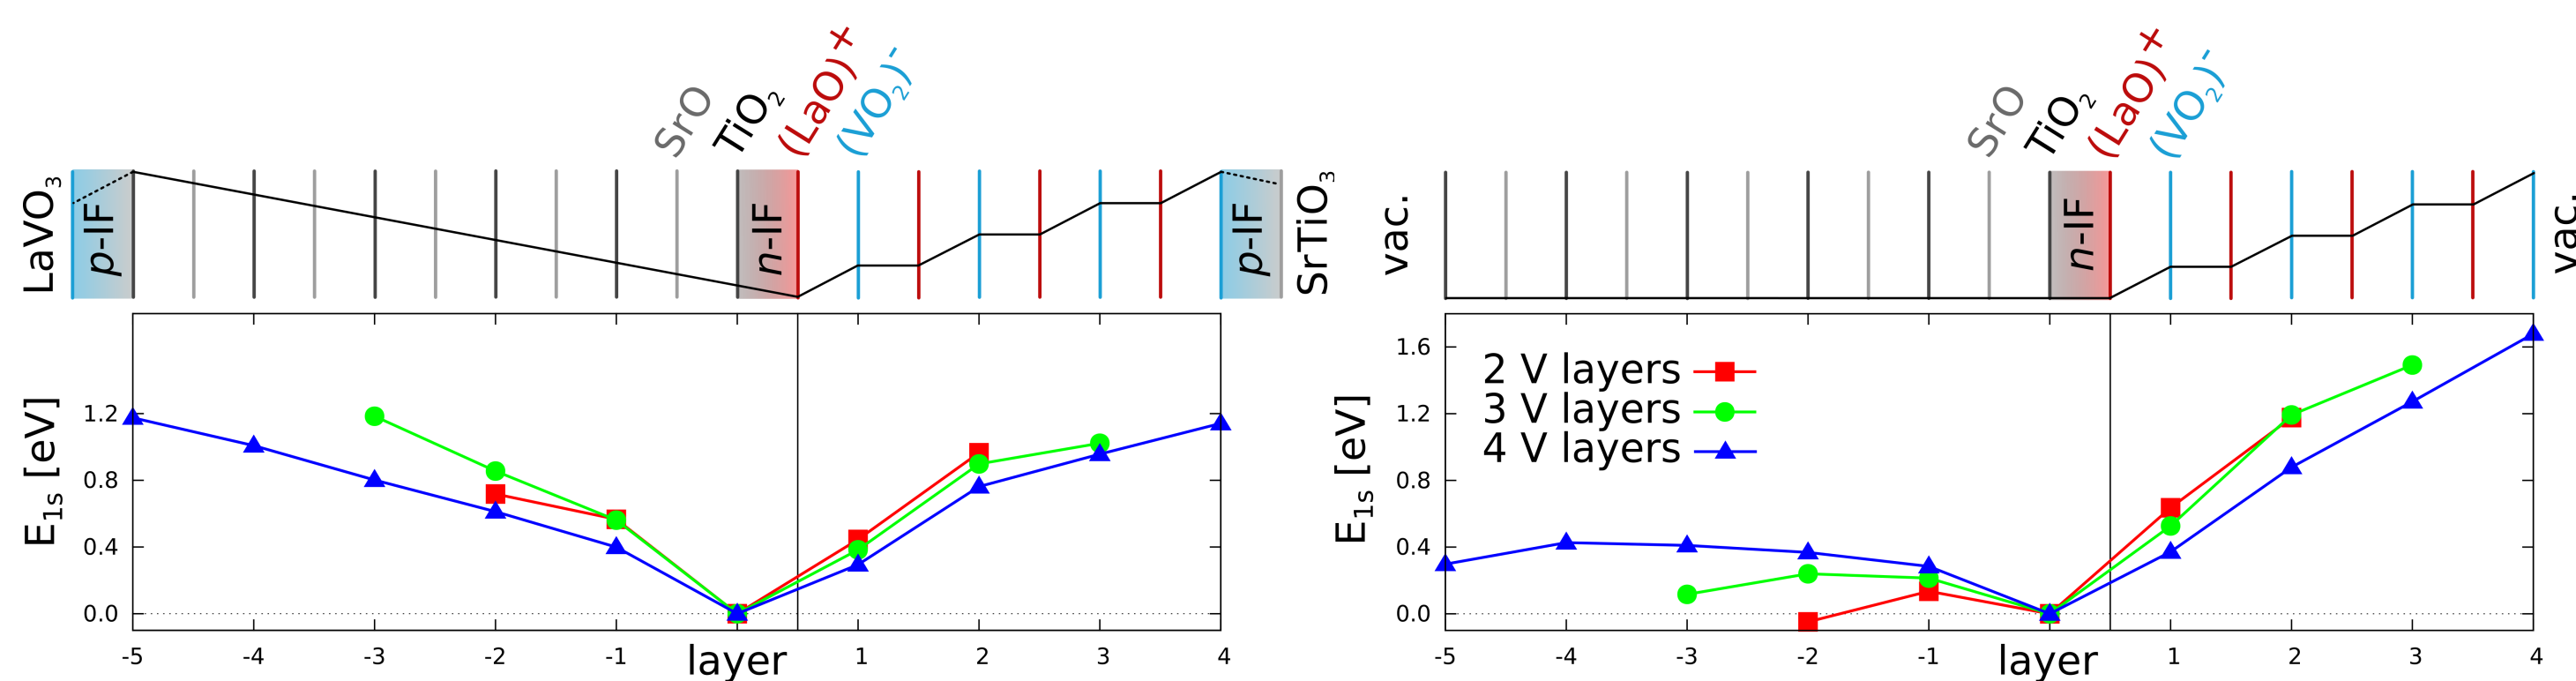 SrO
TiO2
(LaO)+
(VO2)-
LaVO3
p-IF
n-IF
p-IF
SrTiO3
E1s [eV]
1.2
0.8
0.4
0.0
-5 -4 -3 -2 -1 layer 1 2 3 4
SrO
TiO2
(LaO)+
(VO2)-
vac.
n-IF
vac.
2 V layers
3 V layers
4 V layers
E1s [eV]
1.6
1.2
0.8
0.4
0.0
-5 -4 -3 -2 -1 layer 1 2 3 4